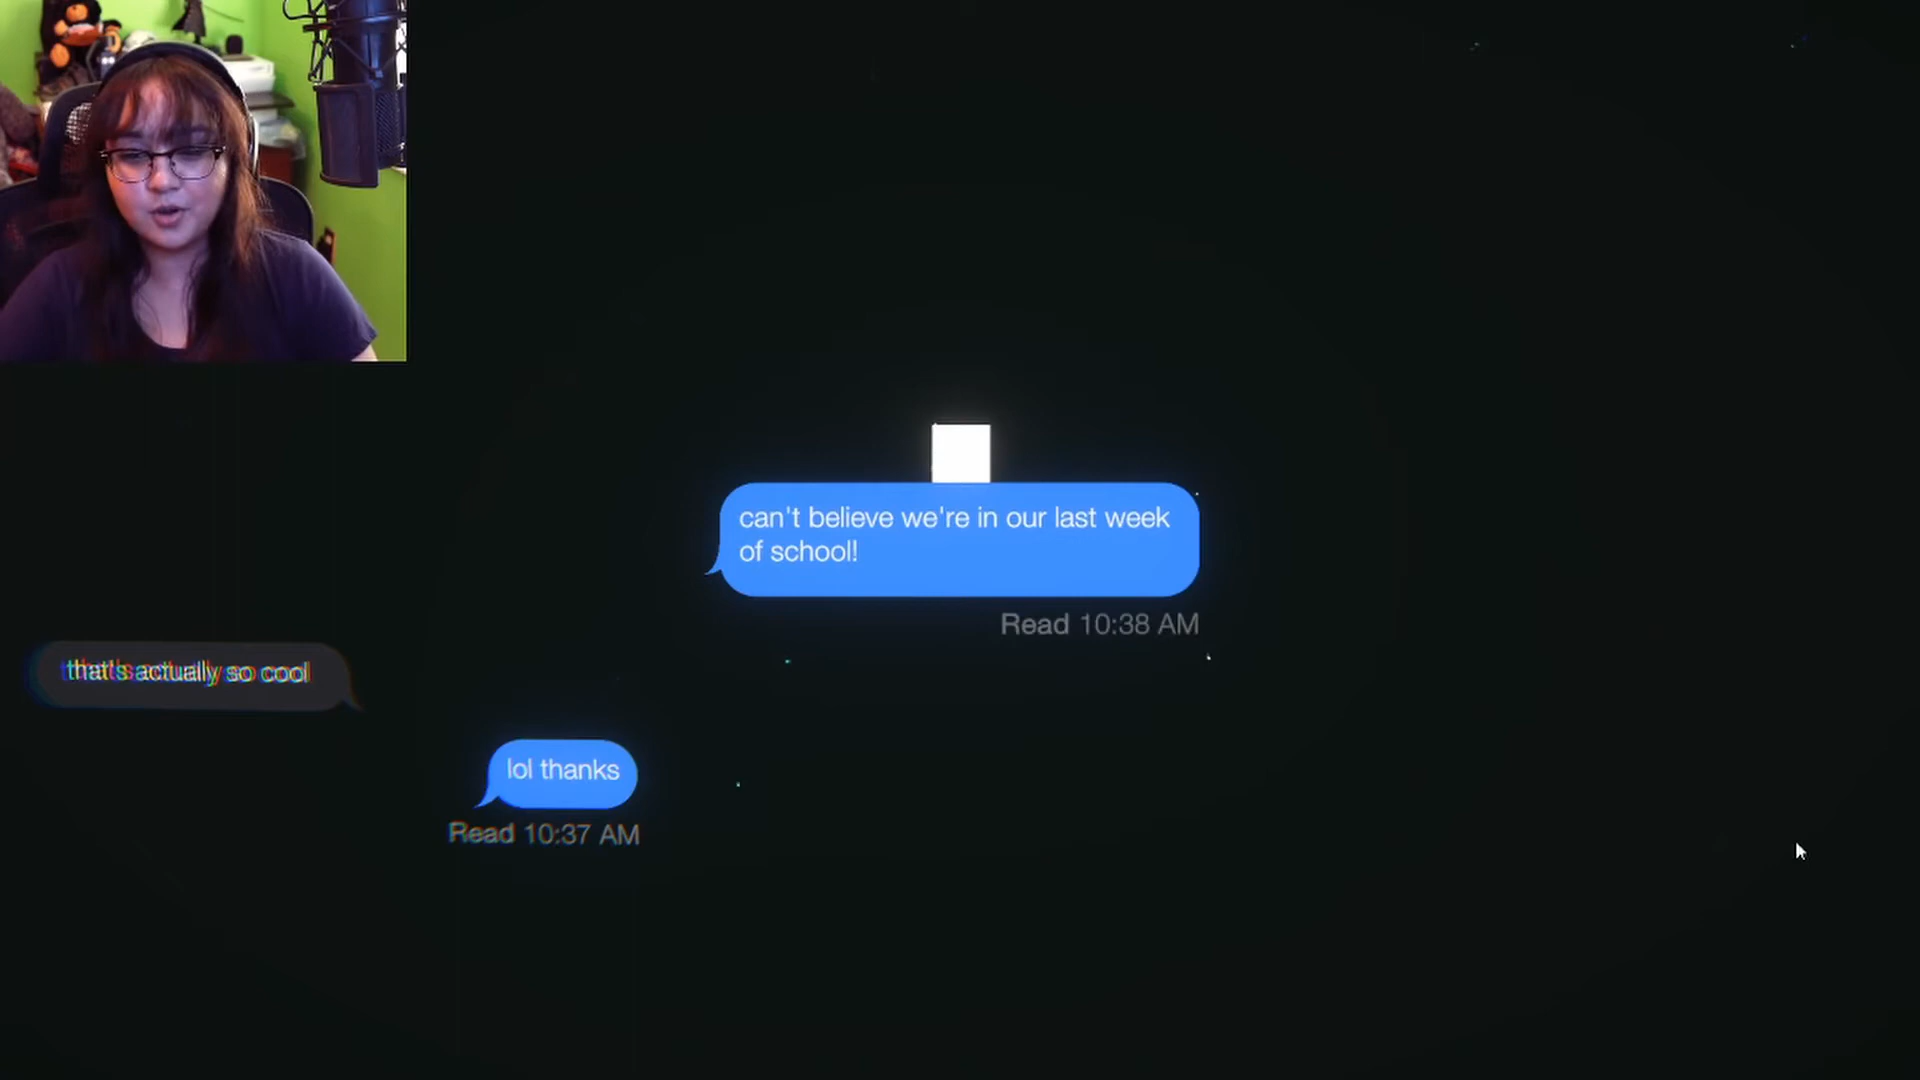 can't believe we're in our last week
of school!
Read 10:38 AM
that's actually so cool
lol thanks
Read 10:37 AM